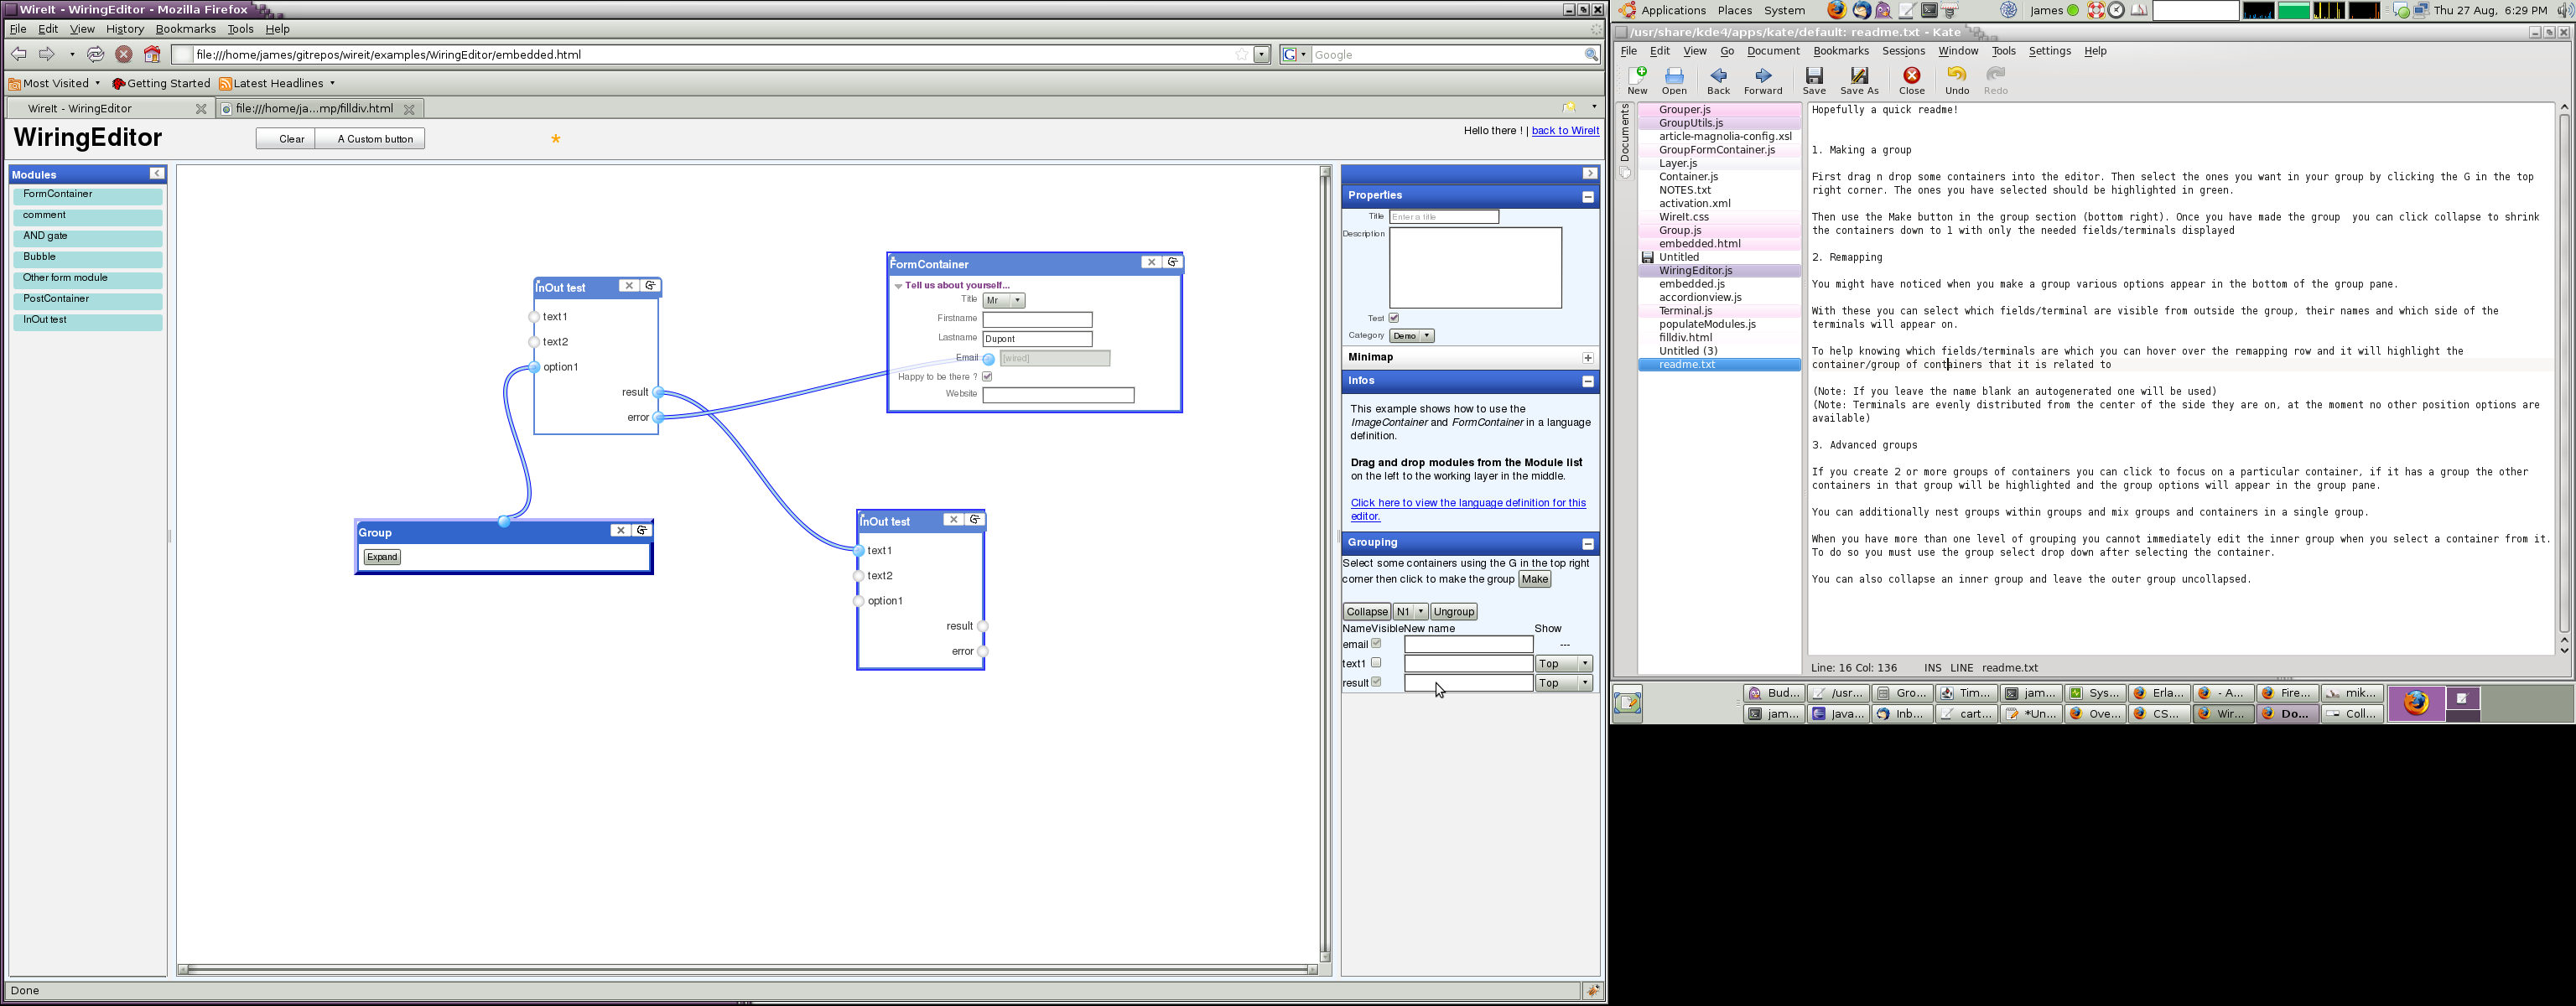 WireIt - WiringEditor - Mozilla Firefox
File Edit View History Bookmarks Tools Help
file:///home/james/gitrepos/wireit/examples/WiringEditor/embedded.html
Google
Most Visited Getting Started Latest Headlines
WireIt - WiringEditor
file:///home/ja...mp/filldiv.html
WiringEditor
Clear
A Custom button
*
Hello there ! | back to WireIt
Modules
FormContainer
comment
AND gate
Bubble
Other form module
PostContainer
InOut test
InOut test
text1
text2
option1
result
error
FormContainer
Tell us about yourself...
Title Mr
Firstname
Lastname Dupont
Email [wired]
Happy to be there ?
Website
Group
Expand
InOut test
text1
text2
option1
result
error
Properties
Title Enter a title
Description
Test
Category Demo
Minimap
Infos
This example shows how to use the
ImageContainer and FormContainer in a language
definition.
Drag and drop modules from the Module list
on the left to the working layer in the middle.
Click here to view the language definition for this
editor.
Grouping
Select some containers using the G in the top right
corner then click to make the group Make
Collapse N1 Ungroup
NameVisibleNew name Show
email ---
text1 Top
result Top
Done
Applications Places System
James
Thu 27 Aug, 6:29 PM
/usr/share/kde4/apps/kate/default: readme.txt - Kate
File Edit View Go Document Bookmarks Sessions Window Tools Settings Help
New Open Back Forward Save Save As Close Undo Redo
Documents
Grouper.js
GroupUtils.js
article-magnolia-config.xsl
GroupFormContainer.js
Layer.js
Container.js
NOTES.txt
activation.xml
WireIt.css
Group.js
embedded.html
Untitled
WiringEditor.js
embedded.js
accordionview.js
Terminal.js
populateModules.js
filldiv.html
Untitled (3)
readme.txt
Hopefully a quick readme!
1. Making a group
First drag n drop some containers into the editor. Then select the ones you want in your group by clicking the G in the top
right corner. The ones you have selected should be highlighted in green.
Then use the Make button in the group section (bottom right). Once you have made the group  you can click collapse to shrink
the containers down to 1 with only the needed fields/terminals displayed
2. Remapping
You might have noticed when you make a group various options appear in the bottom of the group pane.
With these you can select which fields/terminal are visible from outside the group, their names and which side of the
terminals will appear on.
To help knowing which fields/terminals are which you can hover over the remapping row and it will highlight the
container/group of containers that it is related to
(Note: If you leave the name blank an autogenerated one will be used)
(Note: Terminals are evenly distributed from the center of the side they are on, at the moment no other position options are
available)
3. Advanced groups
If you create 2 or more groups of containers you can click to focus on a particular container, if it has a group the other
containers in that group will be highlighted and the group options will appear in the group pane.
You can additionally nest groups within groups and mix groups and containers in a single group.
When you have more than one level of grouping you cannot immediately edit the inner group when you select a container from it.
To do so you must use the group select drop down after selecting the container.
You can also collapse an inner group and leave the outer group uncollapsed.
Line: 16 Col: 136 INS LINE readme.txt
Bud... /usr... Gro... Tim... jam... Sys... Erla... - A... Fire... mik...
jam... Java... Inb... cart... *Un... Ove... CS... Wir... Do... Coll...